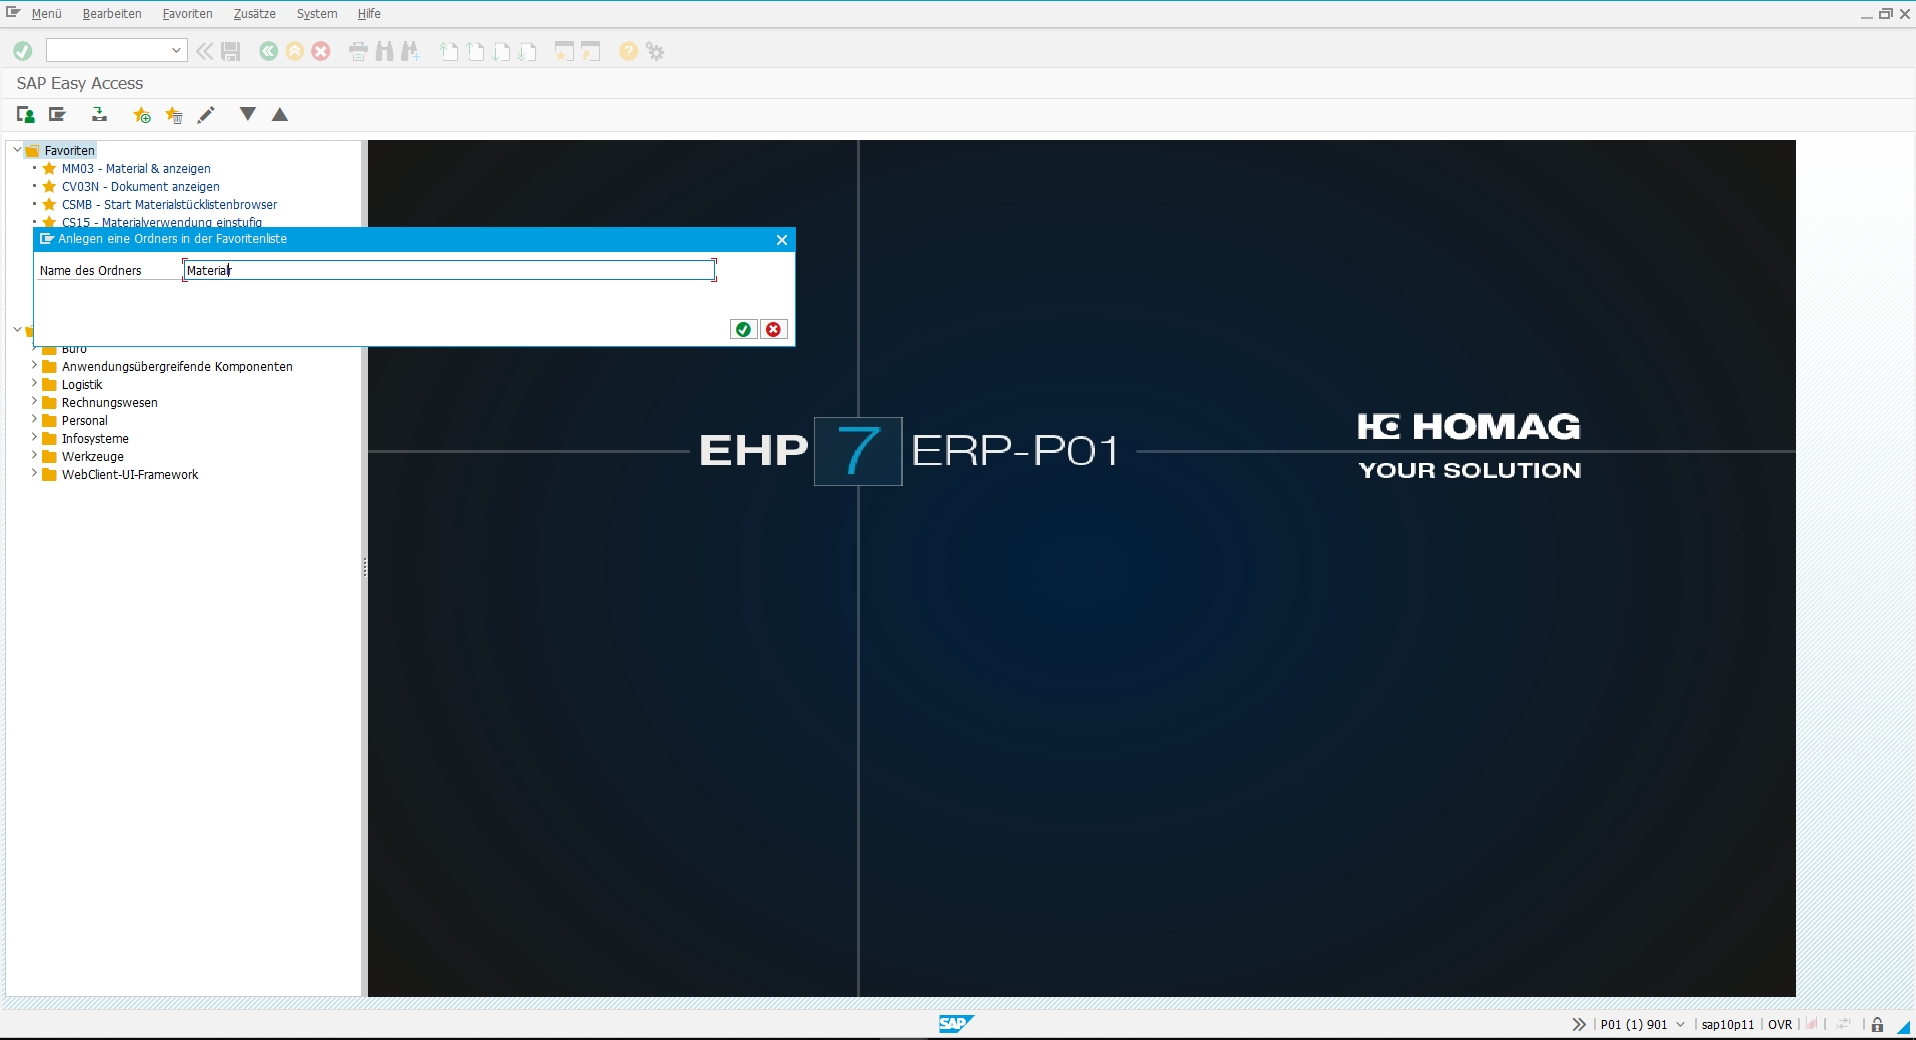 Menü Bearbeiten Favoriten Zusätze System Hilfe
SAP Easy Access
Favoriten
MM03 - Material & anzeigen
CV03N - Dokument anzeigen
CSMB - Start Materialstücklistenbrowser
CS15 - Materialverwendung einstufig
Anlegen eine Ordners in der Favoritenliste
Name des Ordners Materialr
Büro
Anwendungsübergreifende Komponenten
Logistik
Rechnungswesen
Personal
Infosysteme
Werkzeuge
WebClient-UI-Framework
EHP 7 ERP-P01
HOMAG
YOUR SOLUTION
SAP
P01 (1) 901 sap10p11 OVR